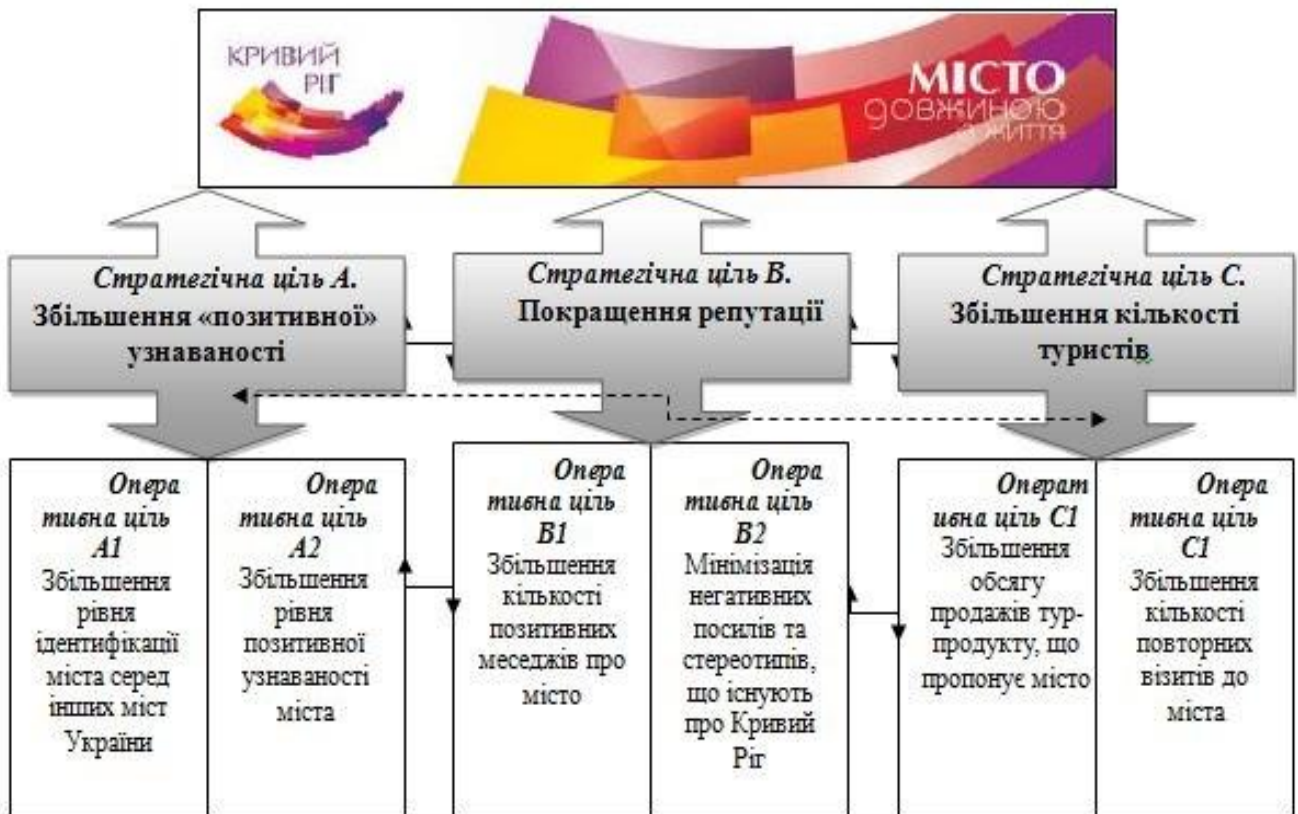 КРИВИЙ
РІГ
МІСТО
ДОВЖИНОЮ
В ЖИТТЯ
Стратегічна ціль А.
Збільшення «позитивної»
узнаваності
Стратегічна ціль В.
Покращення репутації
Стратегічна ціль С.
Збільшення кількості
туристів
Опера
тивна ціль
А1
Збільшення
рівня
ідентифікації
міста серед
інших міст
України
Опера
тивна ціль
А2
Збільшення
рівня
позитивної
узнаваності
міста
Опера
тивна ціль
В1
Збільшення
кількості
позитивних
меседжів про
місто
Опера
тивна ціль
В2
Мінімізація
негативних
посилів та
стереотипів,
що існують
про Кривий
Ріг
Операт
ивна ціль С1
Збільшення
обсягу
продажів тур-
продукту, що
пропонує місто
Опера
тивна ціль
С1
Збільшення
кількості
повторних
візитів до
міста